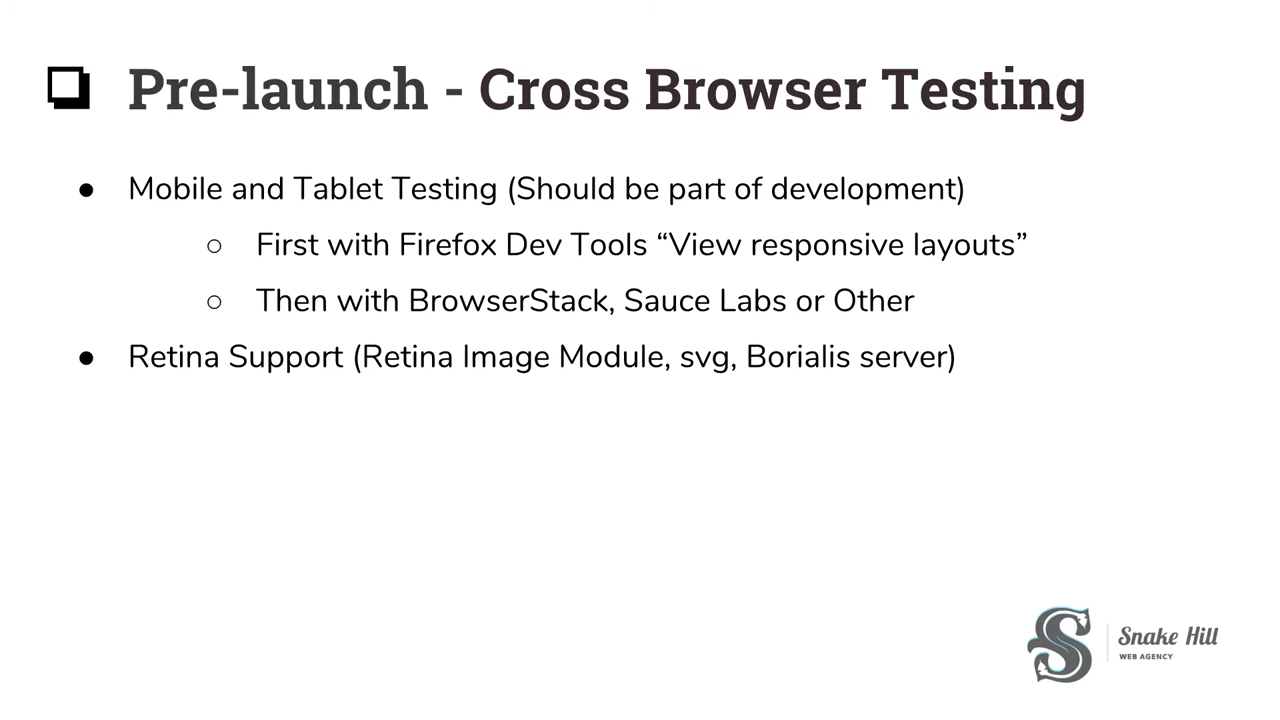 ❏ Pre-launch - Cross Browser Testing
● Mobile and Tablet Testing (Should be part of development)
○ First with Firefox Dev Tools “View responsive layouts”
○ Then with BrowserStack, Sauce Labs or Other
● Retina Support (Retina Image Module, svg, Borialis server)
S
Snake Hill
WEB AGENCY